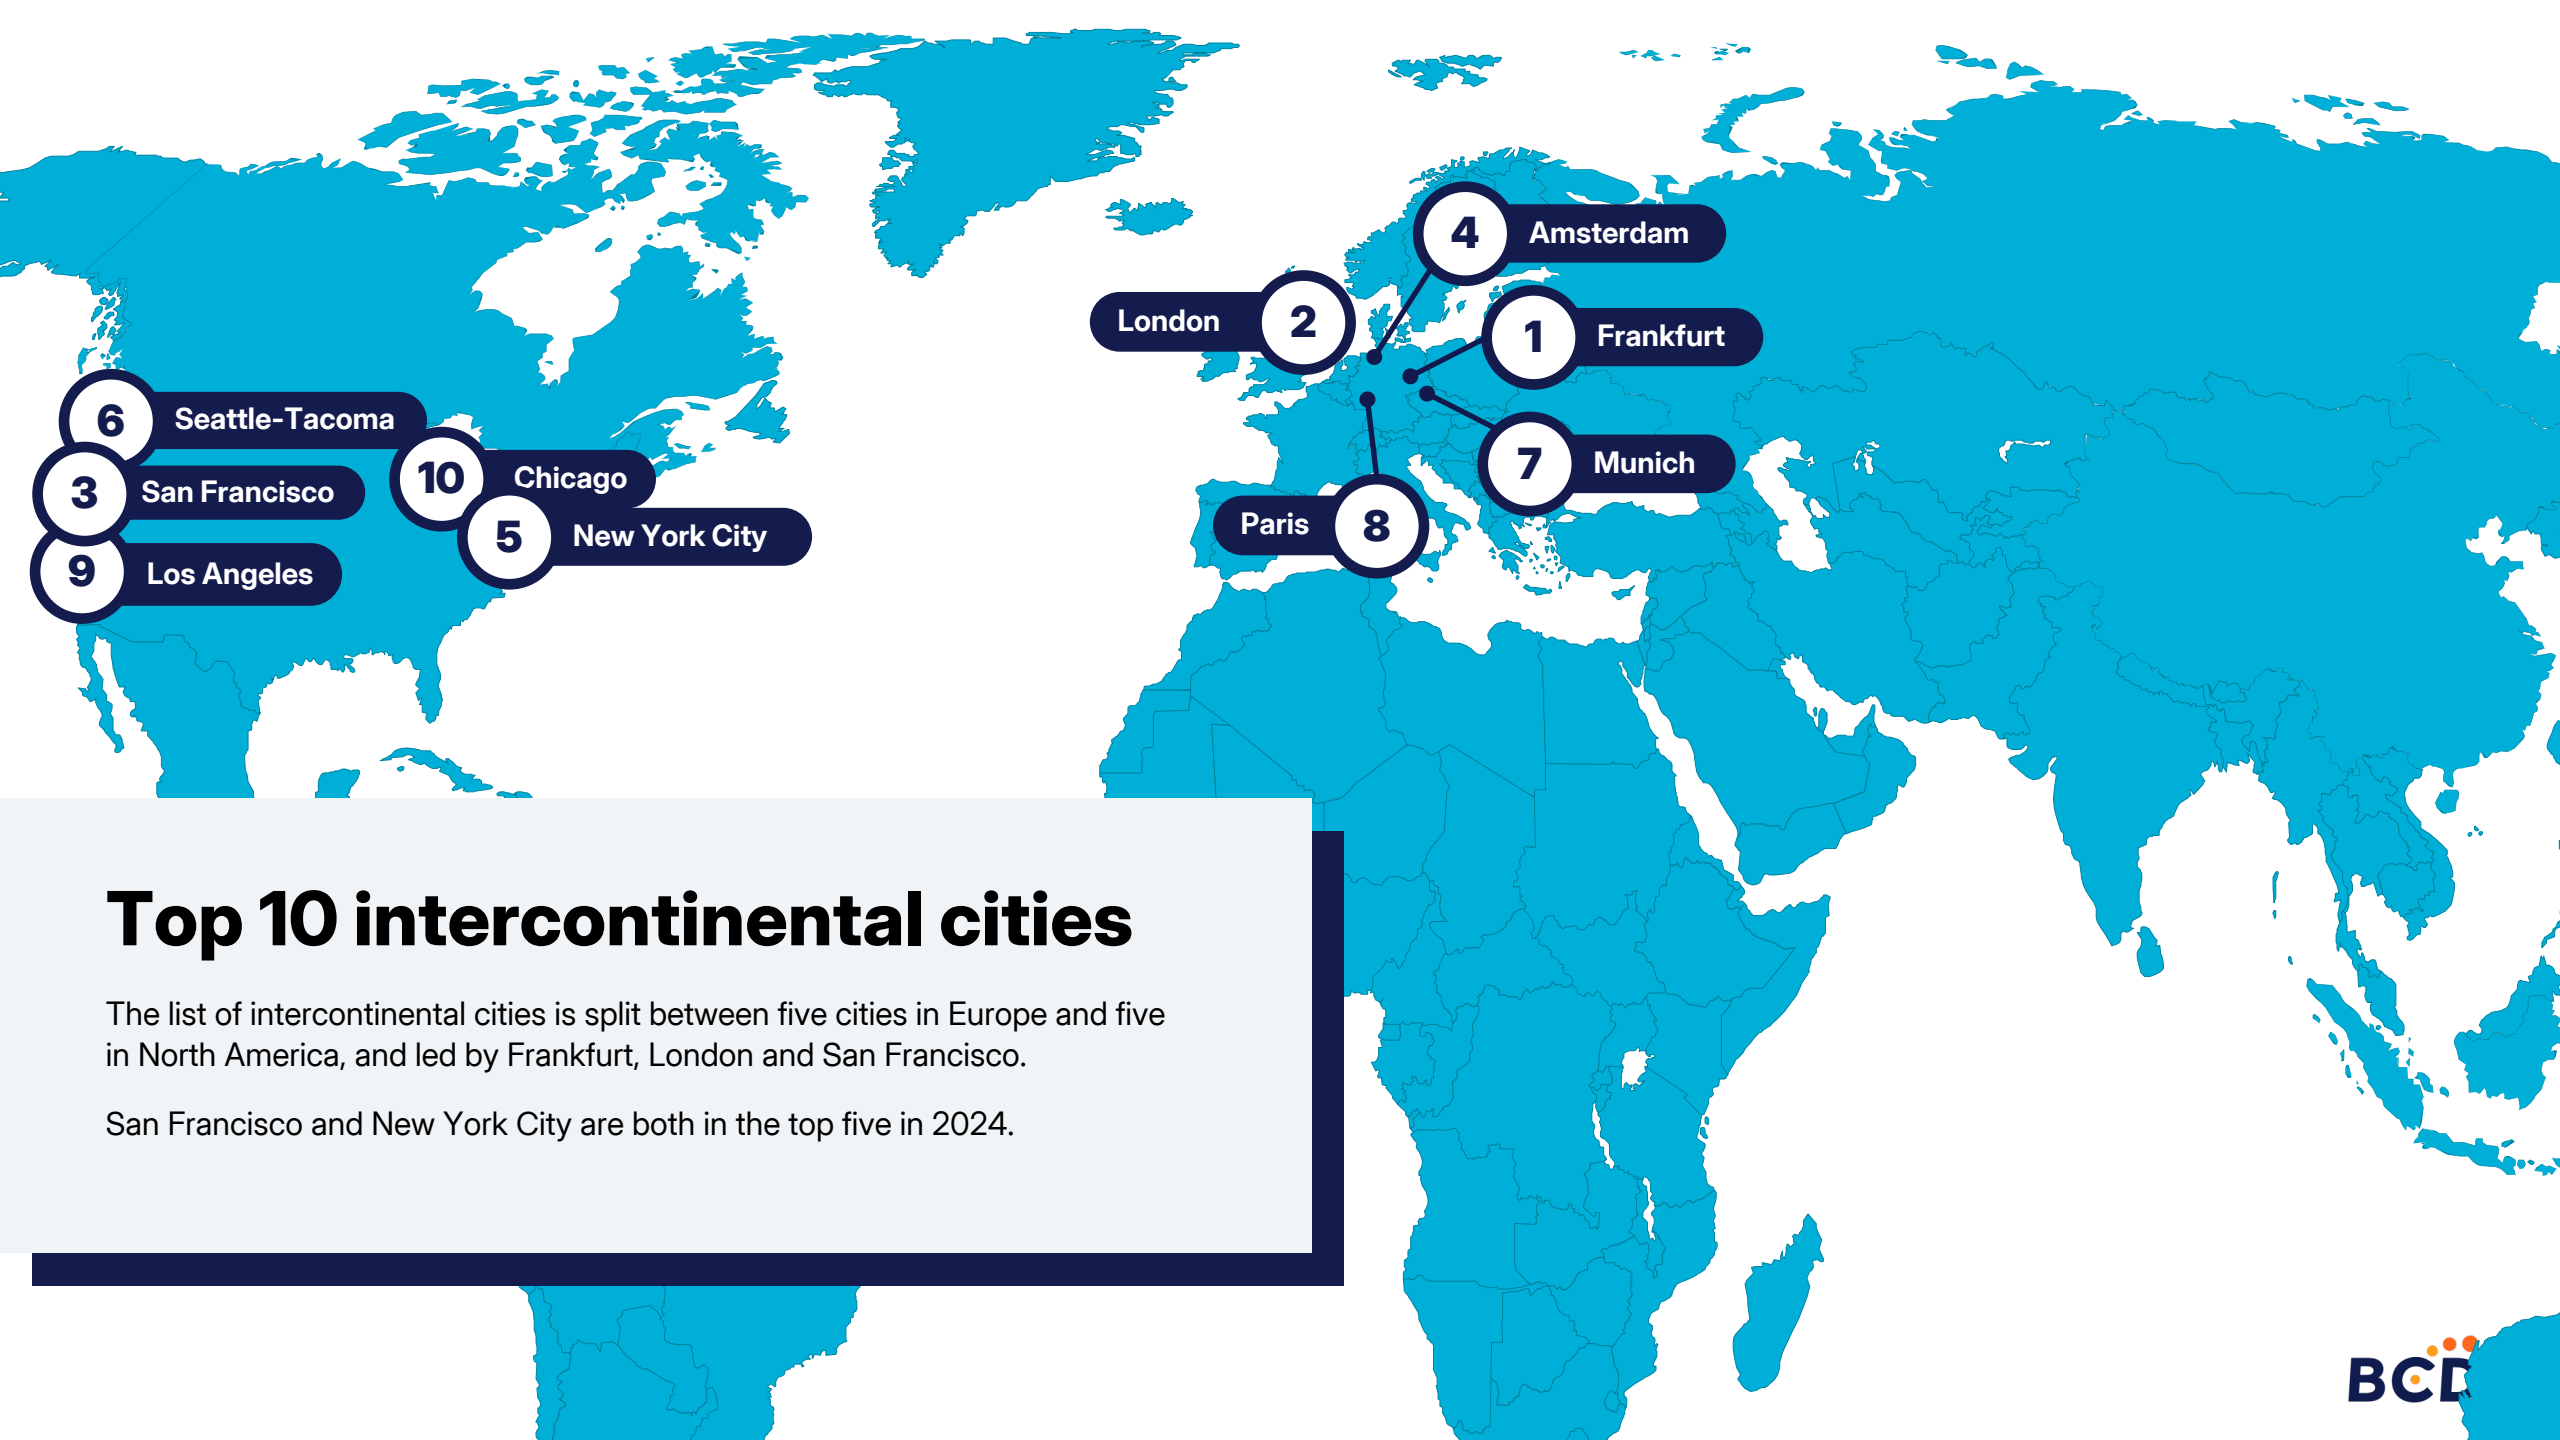 4 Amsterdam
London 2
1 Frankfurt
6 Seattle-Tacoma
10 Chicago
7 Munich
3 San Francisco
5 New York City
Paris 8
9 Los Angeles
Top 10 intercontinental cities
The list of intercontinental cities is split between five cities in Europe and five
in North America, and led by Frankfurt, London and San Francisco.
San Francisco and New York City are both in the top five in 2024.
BCD